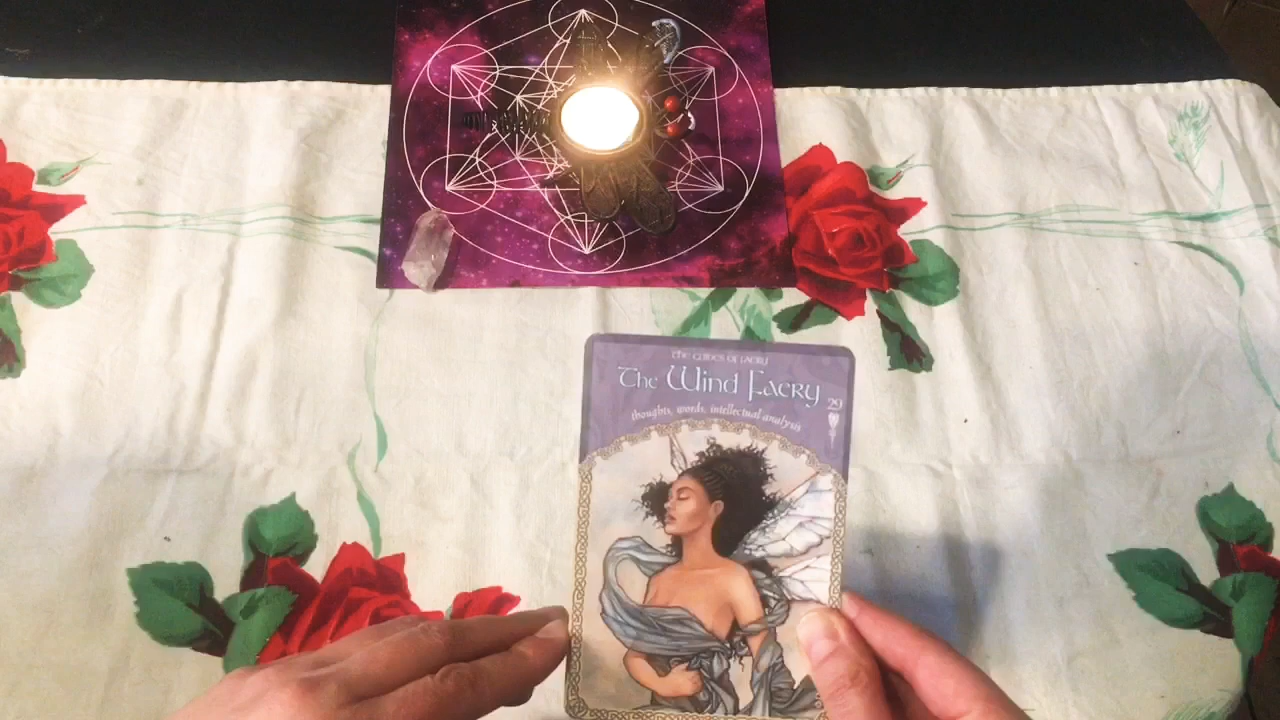 THE GUIDES OF FAERY
The Wind Faery
29
thoughts, words, intellectual analysis